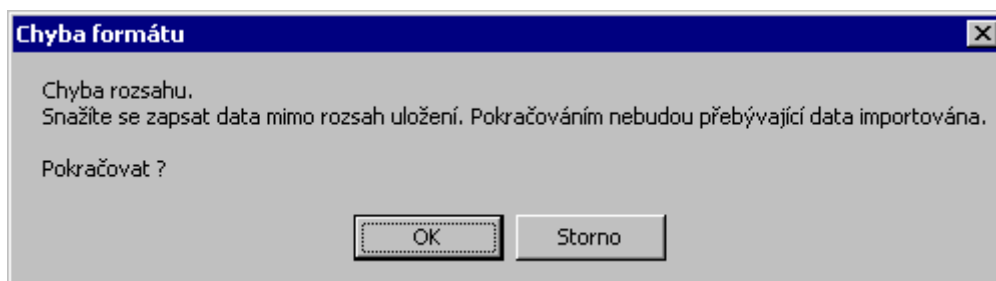 Chyba formátu
Chyba rozsahu.
Snažíte se zapsat data mimo rozsah uložení. Pokračováním nebudou přebývající data importována.
Pokračovat ?
OK
Storno